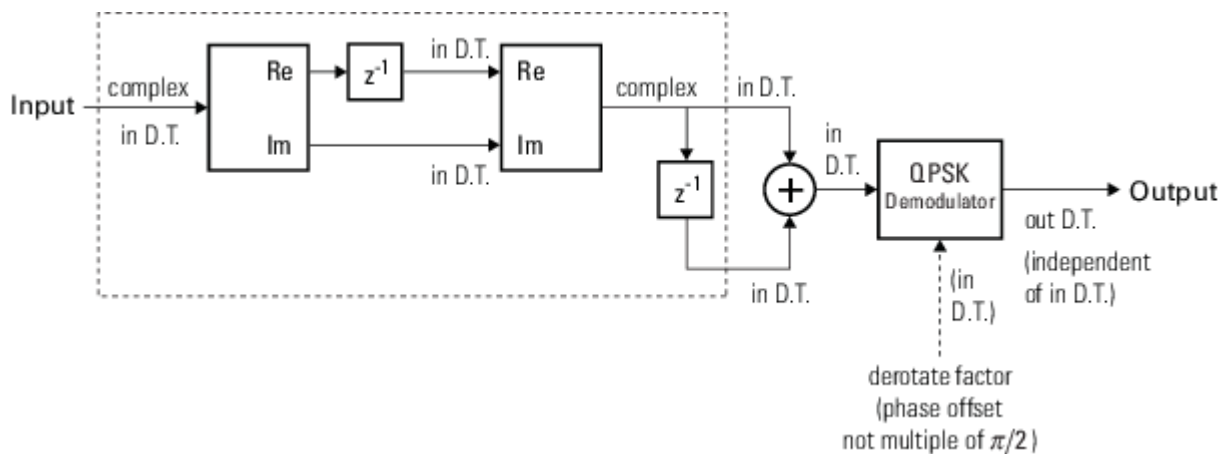 Input
complex
in D.T.
Re
Im
z⁻¹
in D.T.
in D.T.
Re
Im
complex
z⁻¹
in D.T.
in D.T.
+
in
D.T.
QPSK
Demodulator
out D.T.
(independent
of in D.T.)
Output
(in
D.T.)
derotate factor
(phase offset
not multiple of π/2)